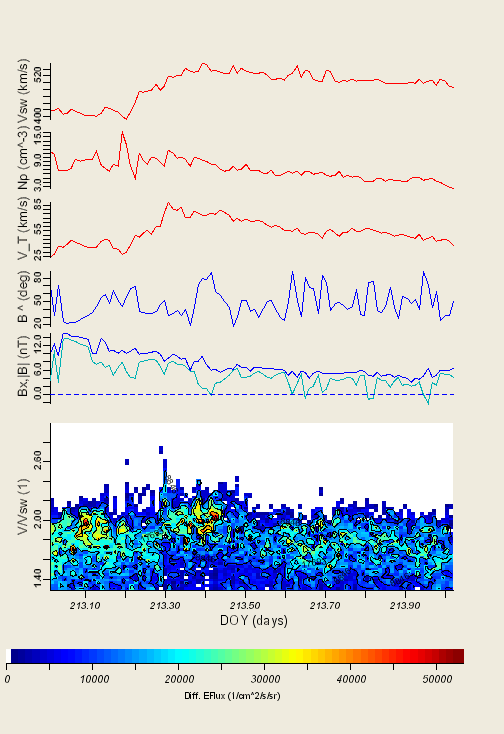 Vsw (km/s)
520
400
Np (cm^-3)
15.0
9.0
3.0
V_T (km/s)
85
55
25
B ^ (deg)
80
50
20
Bx,|B| (nT)
12.0
6.0
0.0
V/Vsw (1)
2.60
2.00
1.40
213.10 213.30 213.50 213.70 213.90
DOY (days)
0 10000 20000 30000 40000 50000
Diff. EFlux (1/cm^2/s/sr)